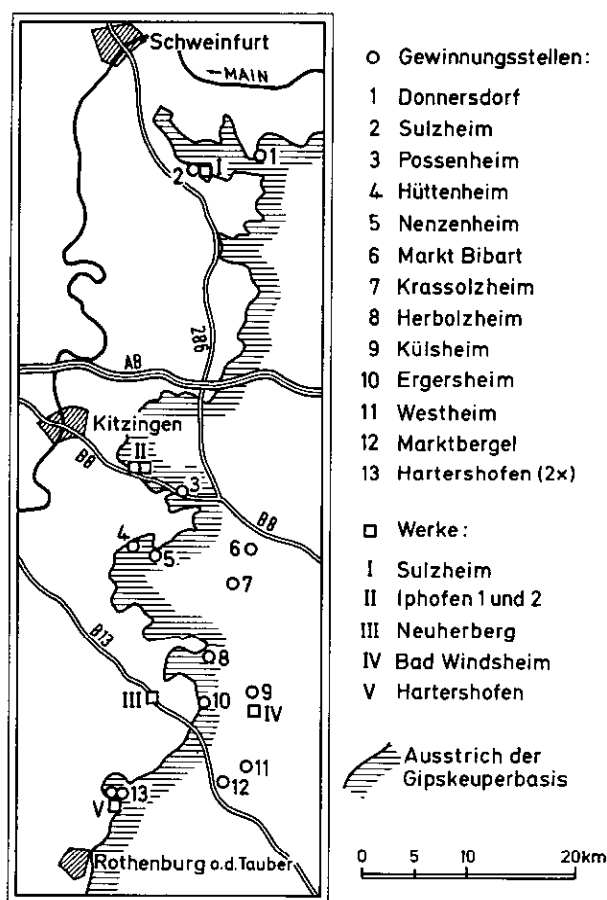 Schweinfurt
MAIN
1
2
I
286
A8
Kitzingen
B8
II
3
B8
4
5
6
7
B13
8
9
III
10
IV
11
12
13
V
Rothenburg o.d.Tauber
Gewinnungsstellen:
1 Donnersdorf
2 Sulzheim
3 Possenheim
4 Hüttenheim
5 Nenzenheim
6 Markt Bibart
7 Krassolzheim
8 Herbolzheim
9 Külsheim
10 Ergersheim
11 Westheim
12 Marktbergel
13 Hartershofen (2x)
Werke:
I Sulzheim
II Iphofen 1 und 2
III Neuherberg
IV Bad Windsheim
V Hartershofen
Ausstrich der
Gipskeuperbasis
0 5 10 20km